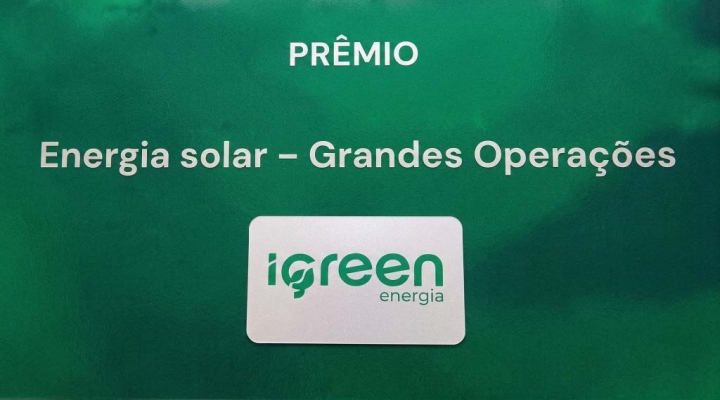 PRÊMIO
Energia solar – Grandes Operações
igreen
energia